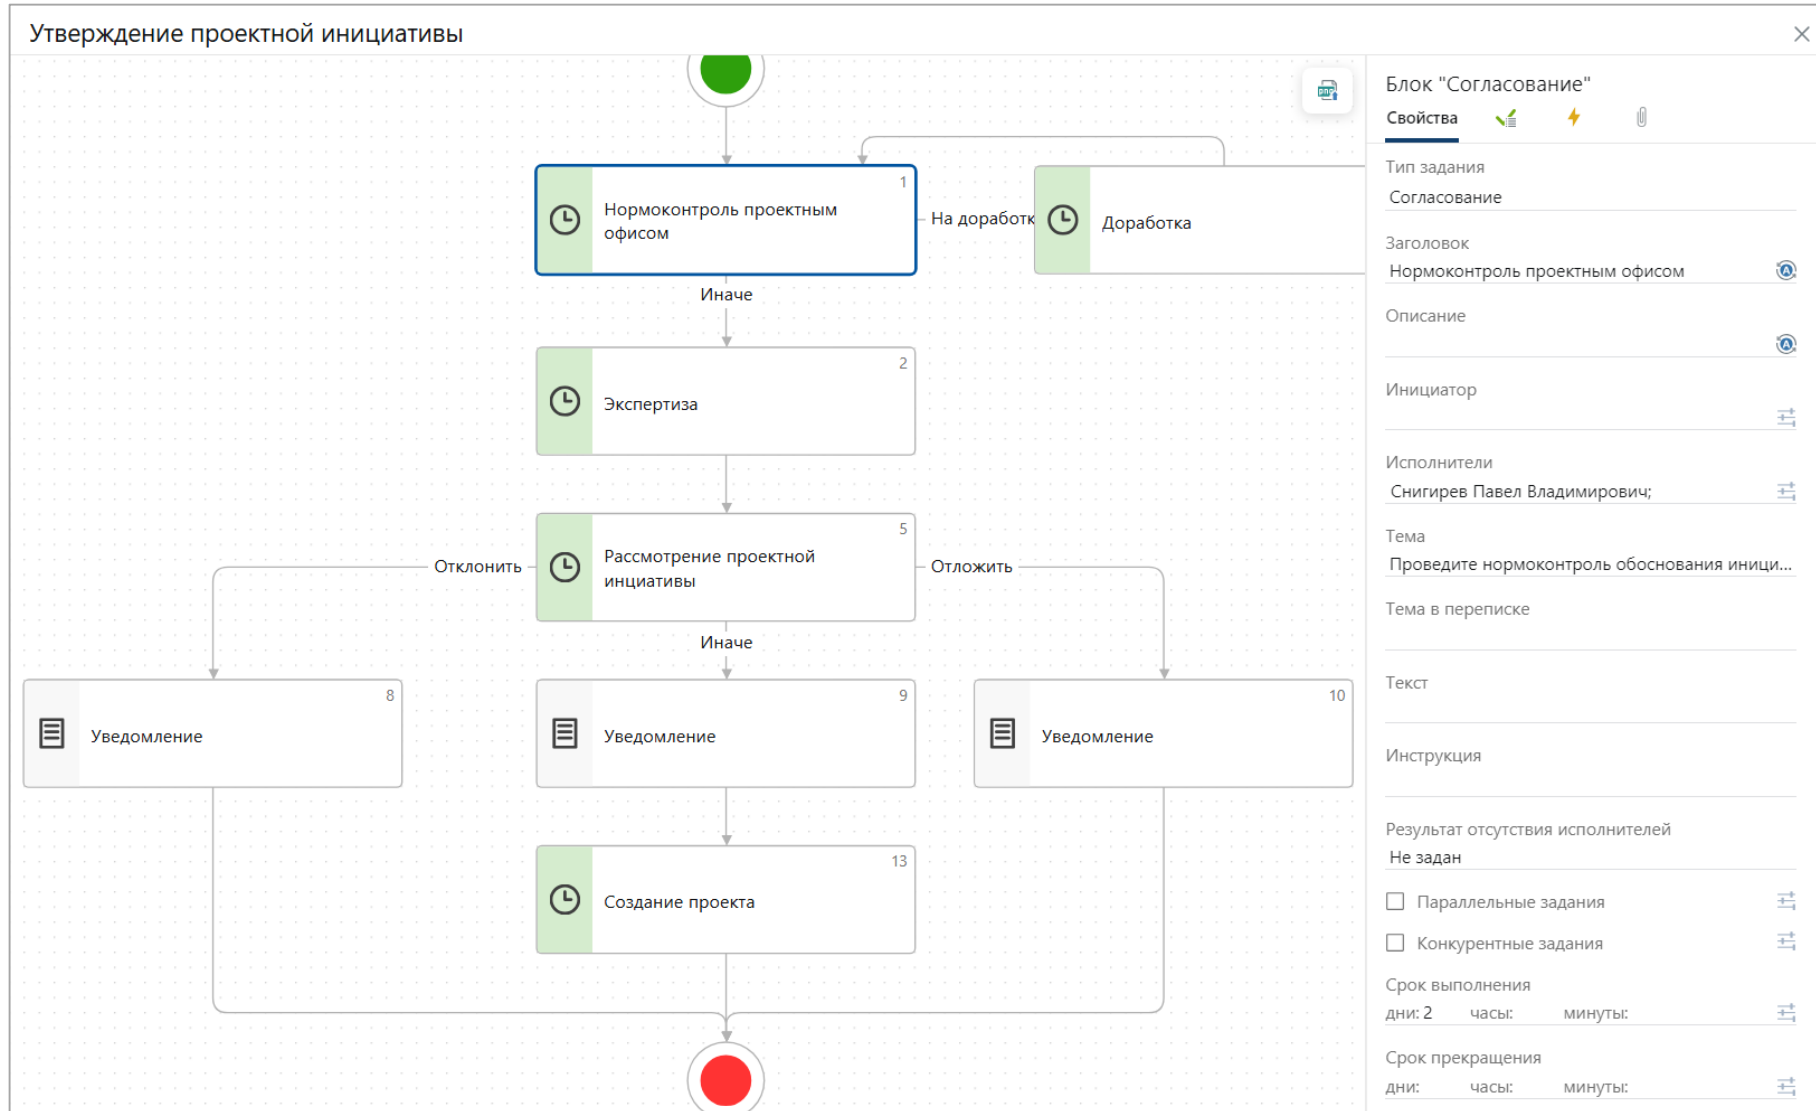 Утверждение проектной инициативы
1
Нормоконтроль проектным
офисом
На доработк
Доработка
Иначе
2
Экспертиза
5
Рассмотрение проектной
инциативы
Отклонить
Отложить
Иначе
8
Уведомление
9
Уведомление
10
Уведомление
13
Создание проекта
Блок "Согласование"
Свойства
Тип задания
Согласование
Заголовок
Нормоконтроль проектным офисом
Описание
Инициатор
Исполнители
Снигирев Павел Владимирович;
Тема
Проведите нормоконтроль обоснования иници...
Тема в переписке
Текст
Инструкция
Результат отсутствия исполнителей
Не задан
Параллельные задания
Конкурентные задания
Срок выполнения
дни: 2 часы: минуты:
Срок прекращения
дни: часы: минуты: